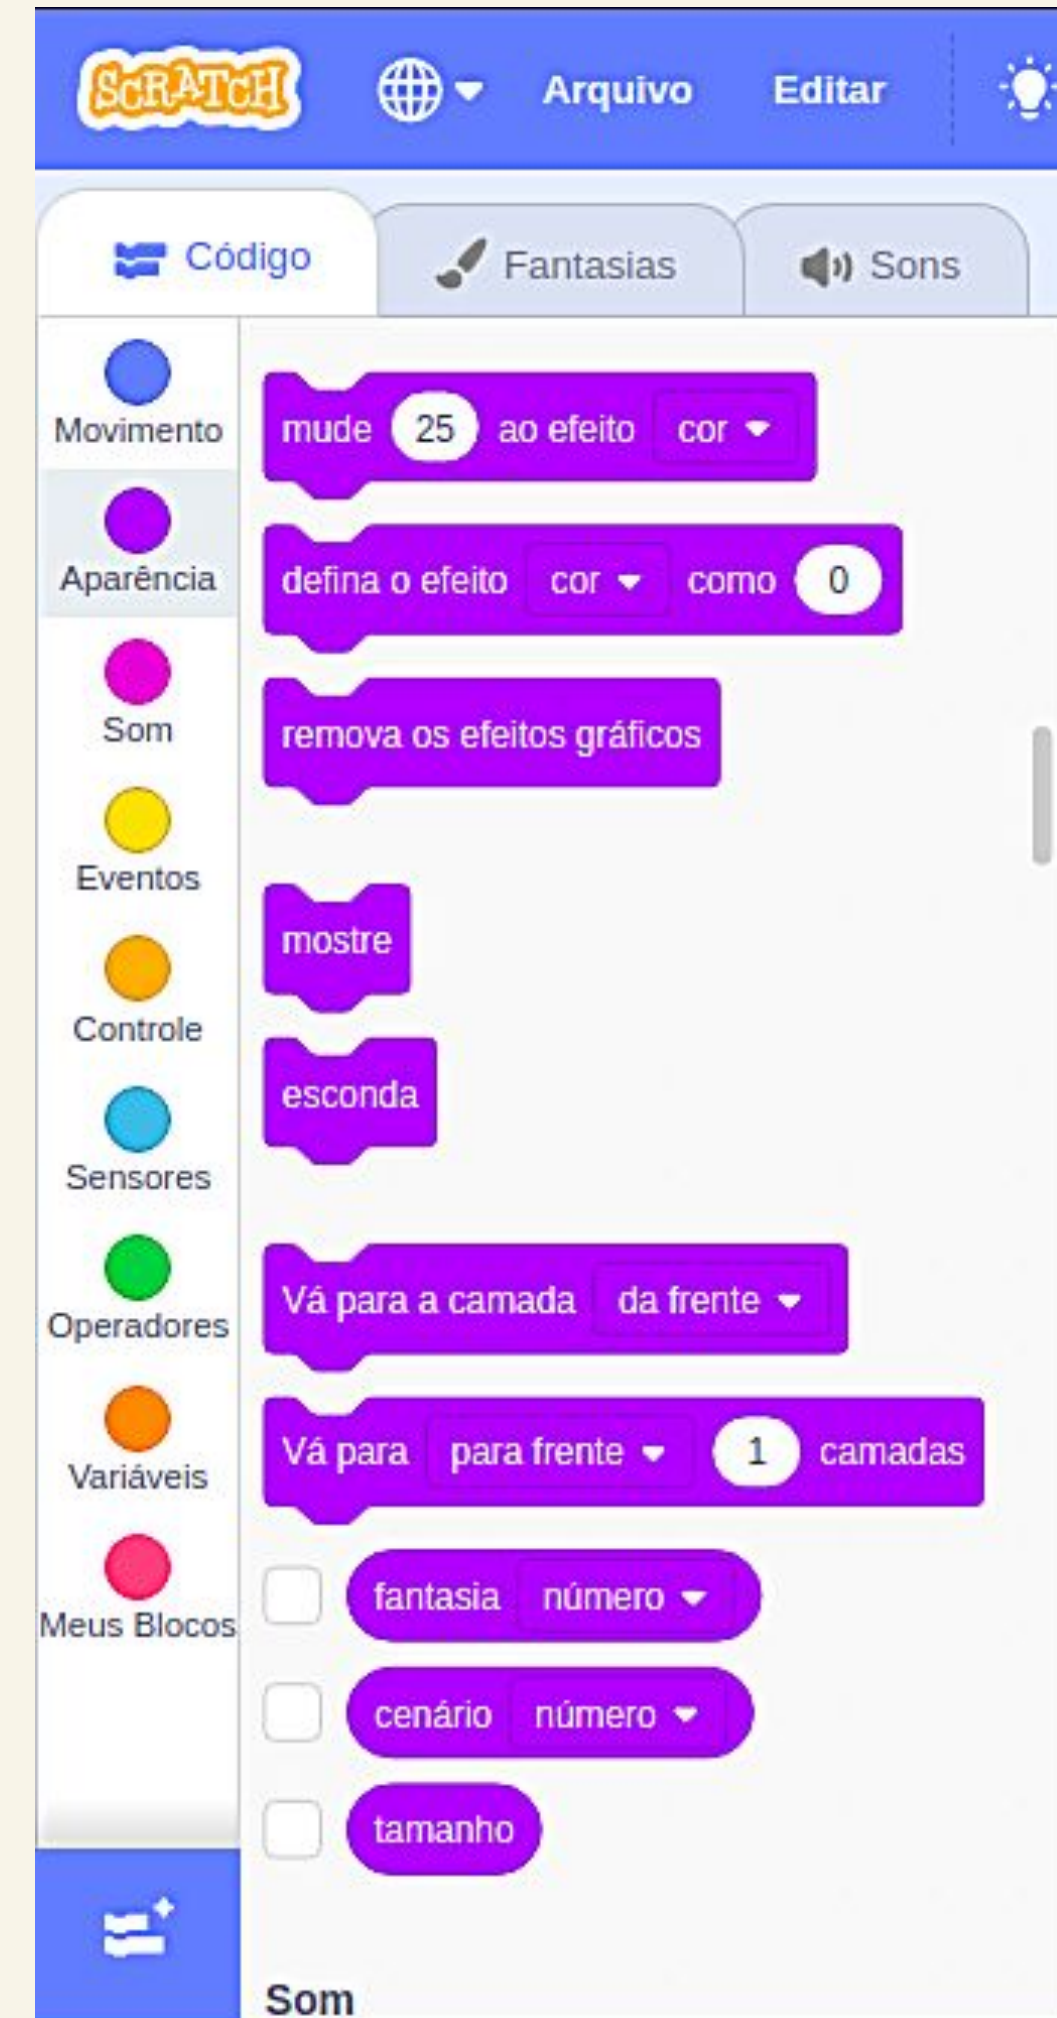 SCRATCH Arquivo Editar
Código Fantasias Sons
Movimento
Aparência
Som
Eventos
Controle
Sensores
Operadores
Variáveis
Meus Blocos
mude 25 ao efeito cor
defina o efeito cor como 0
remova os efeitos gráficos
mostre
esconda
Vá para a camada da frente
Vá para para frente 1 camadas
fantasia número
cenário número
tamanho
Som